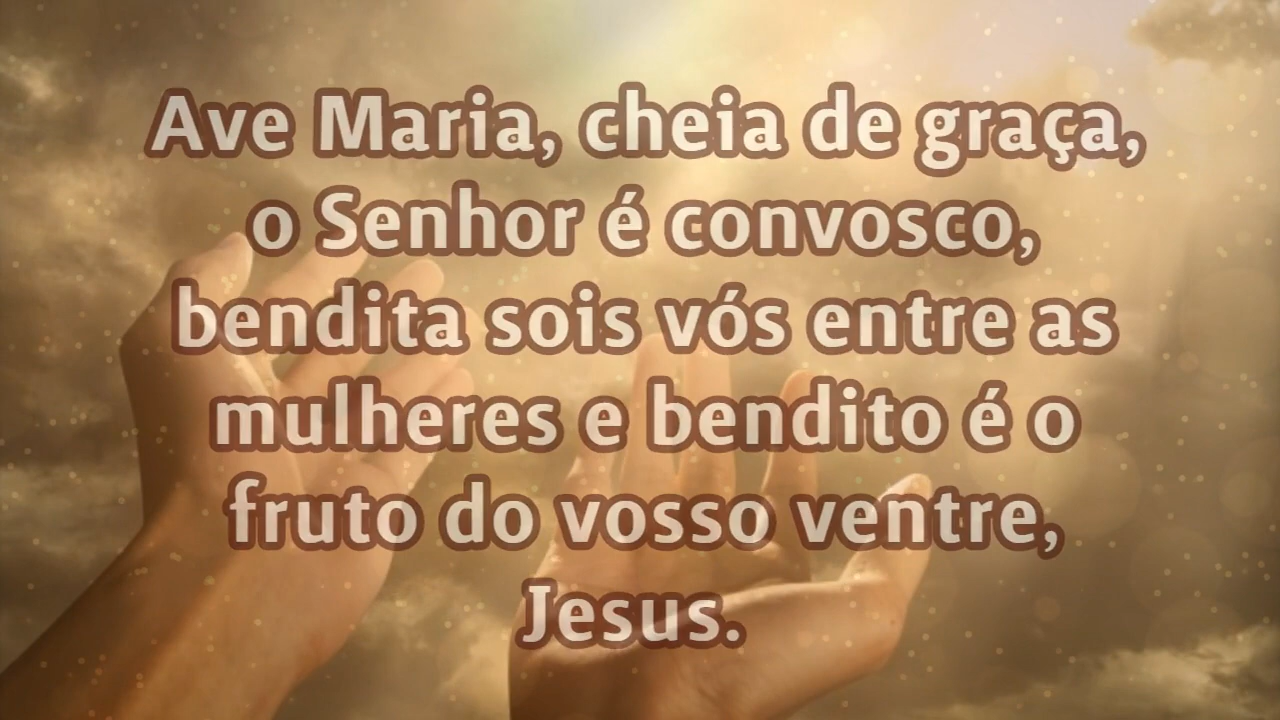 Ave Maria, cheia de graça,
o Senhor é convosco,
bendita sois vós entre as
mulheres e bendito é o
fruto do vosso ventre,
Jesus.